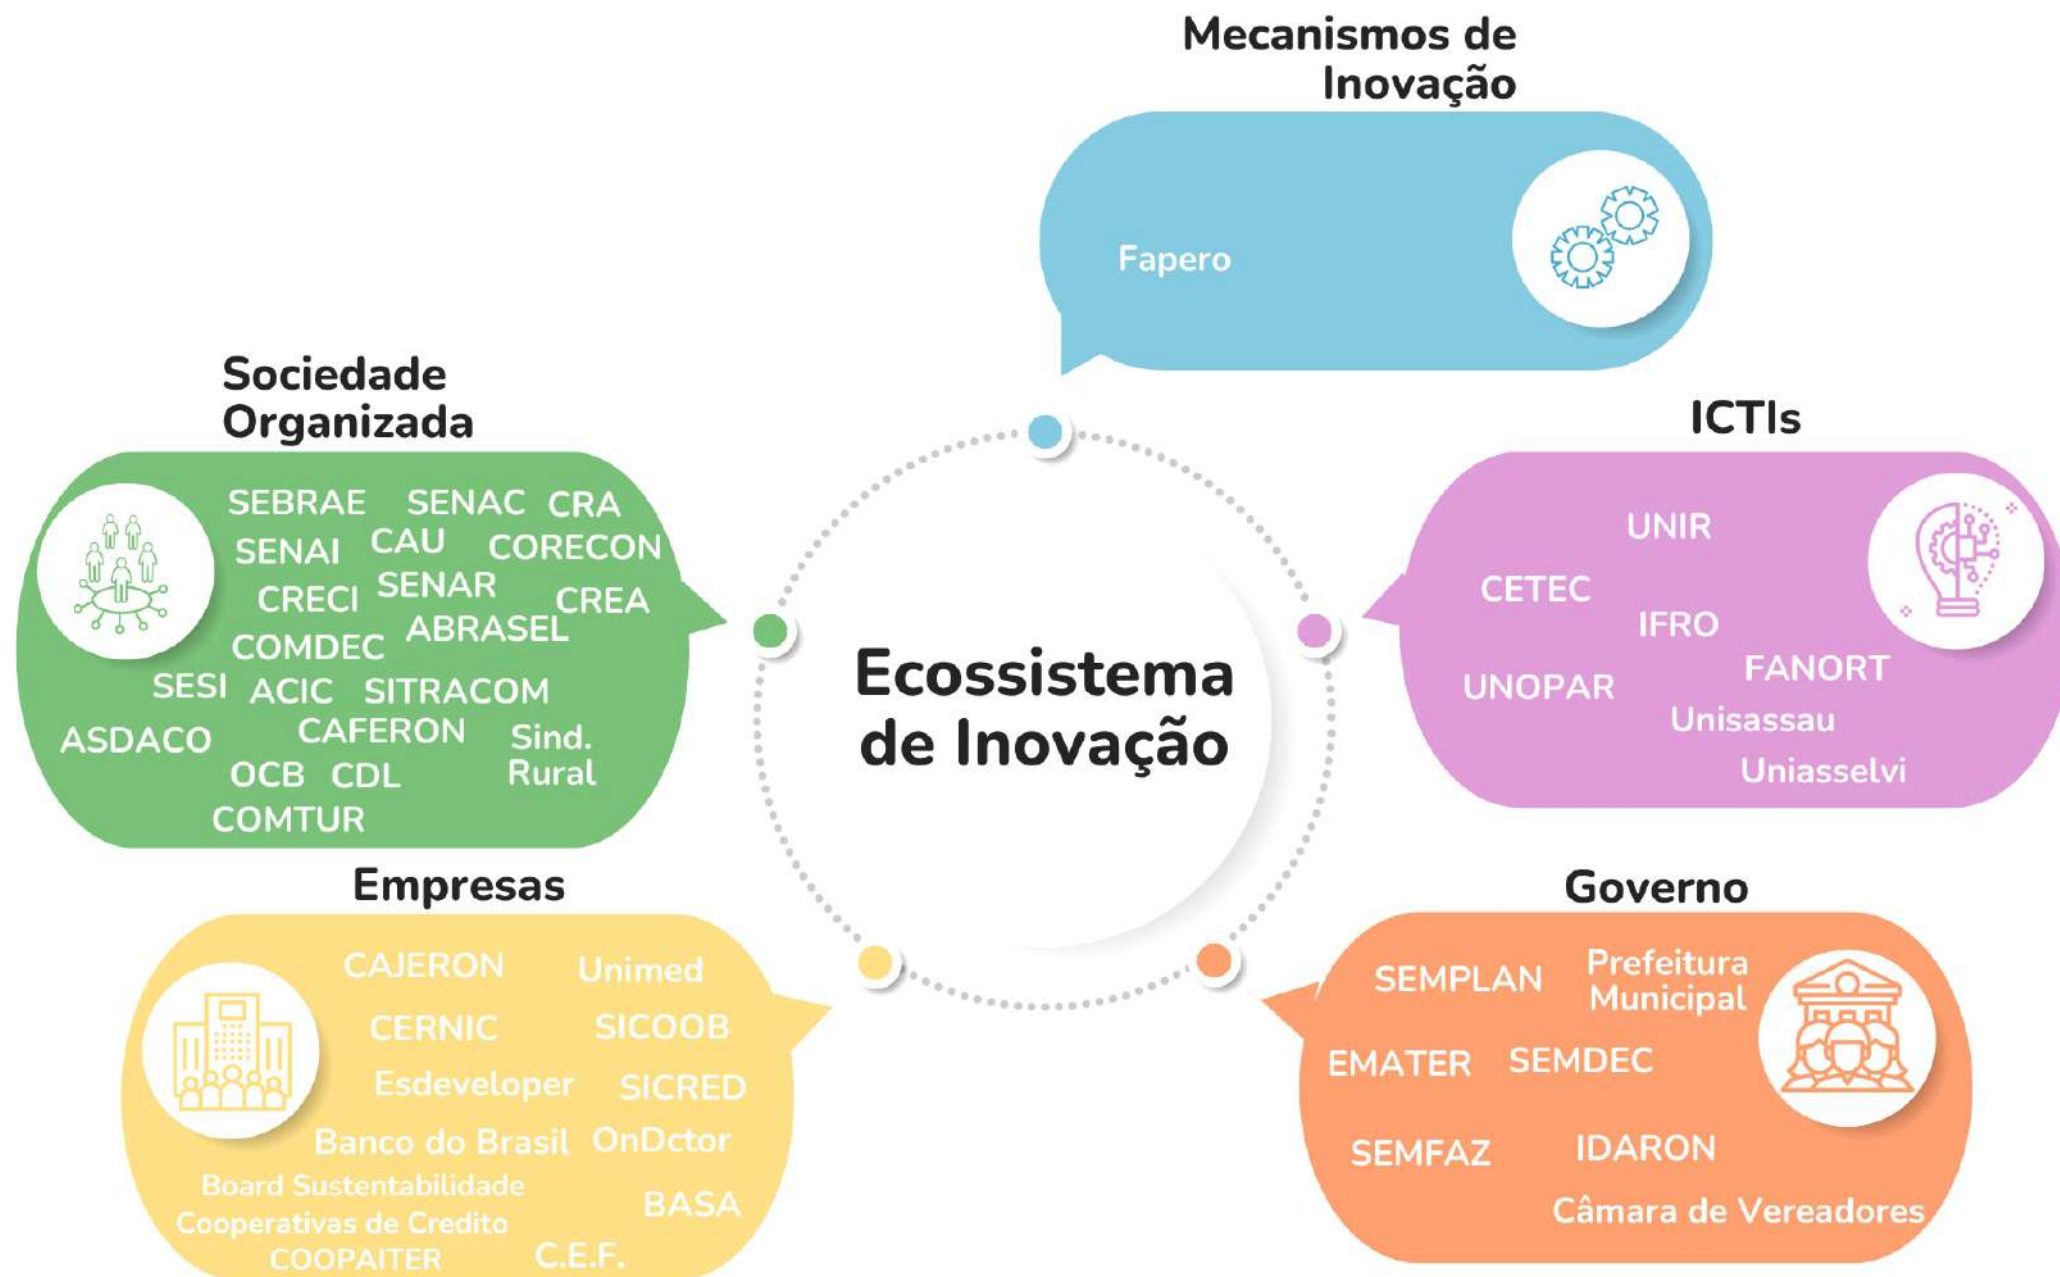 Mecanismos de
Inovação
Fapero
Sociedade
Organizada
SEBRAE SENAC CRA
SENAI CAU CORECON
CRECI SENAR CREA
COMDEC ABRASEL
SESI ACIC SITRACOM
ASDACO CAFERON Sind.
Rural
OCB CDL
COMTUR
ICTIs
UNIR
CETEC
IFRO
FANORT
UNOPAR
Unisassau
Uniasselvi
Ecossistema
de Inovação
Empresas
CAJERON Unimed
CERNIC SICOOB
Esdeveloper SICRED
Banco do Brasil OnDctor
Board Sustentabilidade
BASA
Cooperativas de Credito
COOPAITER C.E.F.
Governo
SEMPLAN Prefeitura
Municipal
EMATER SEMDEC
SEMFAZ IDARON
Câmara de Vereadores